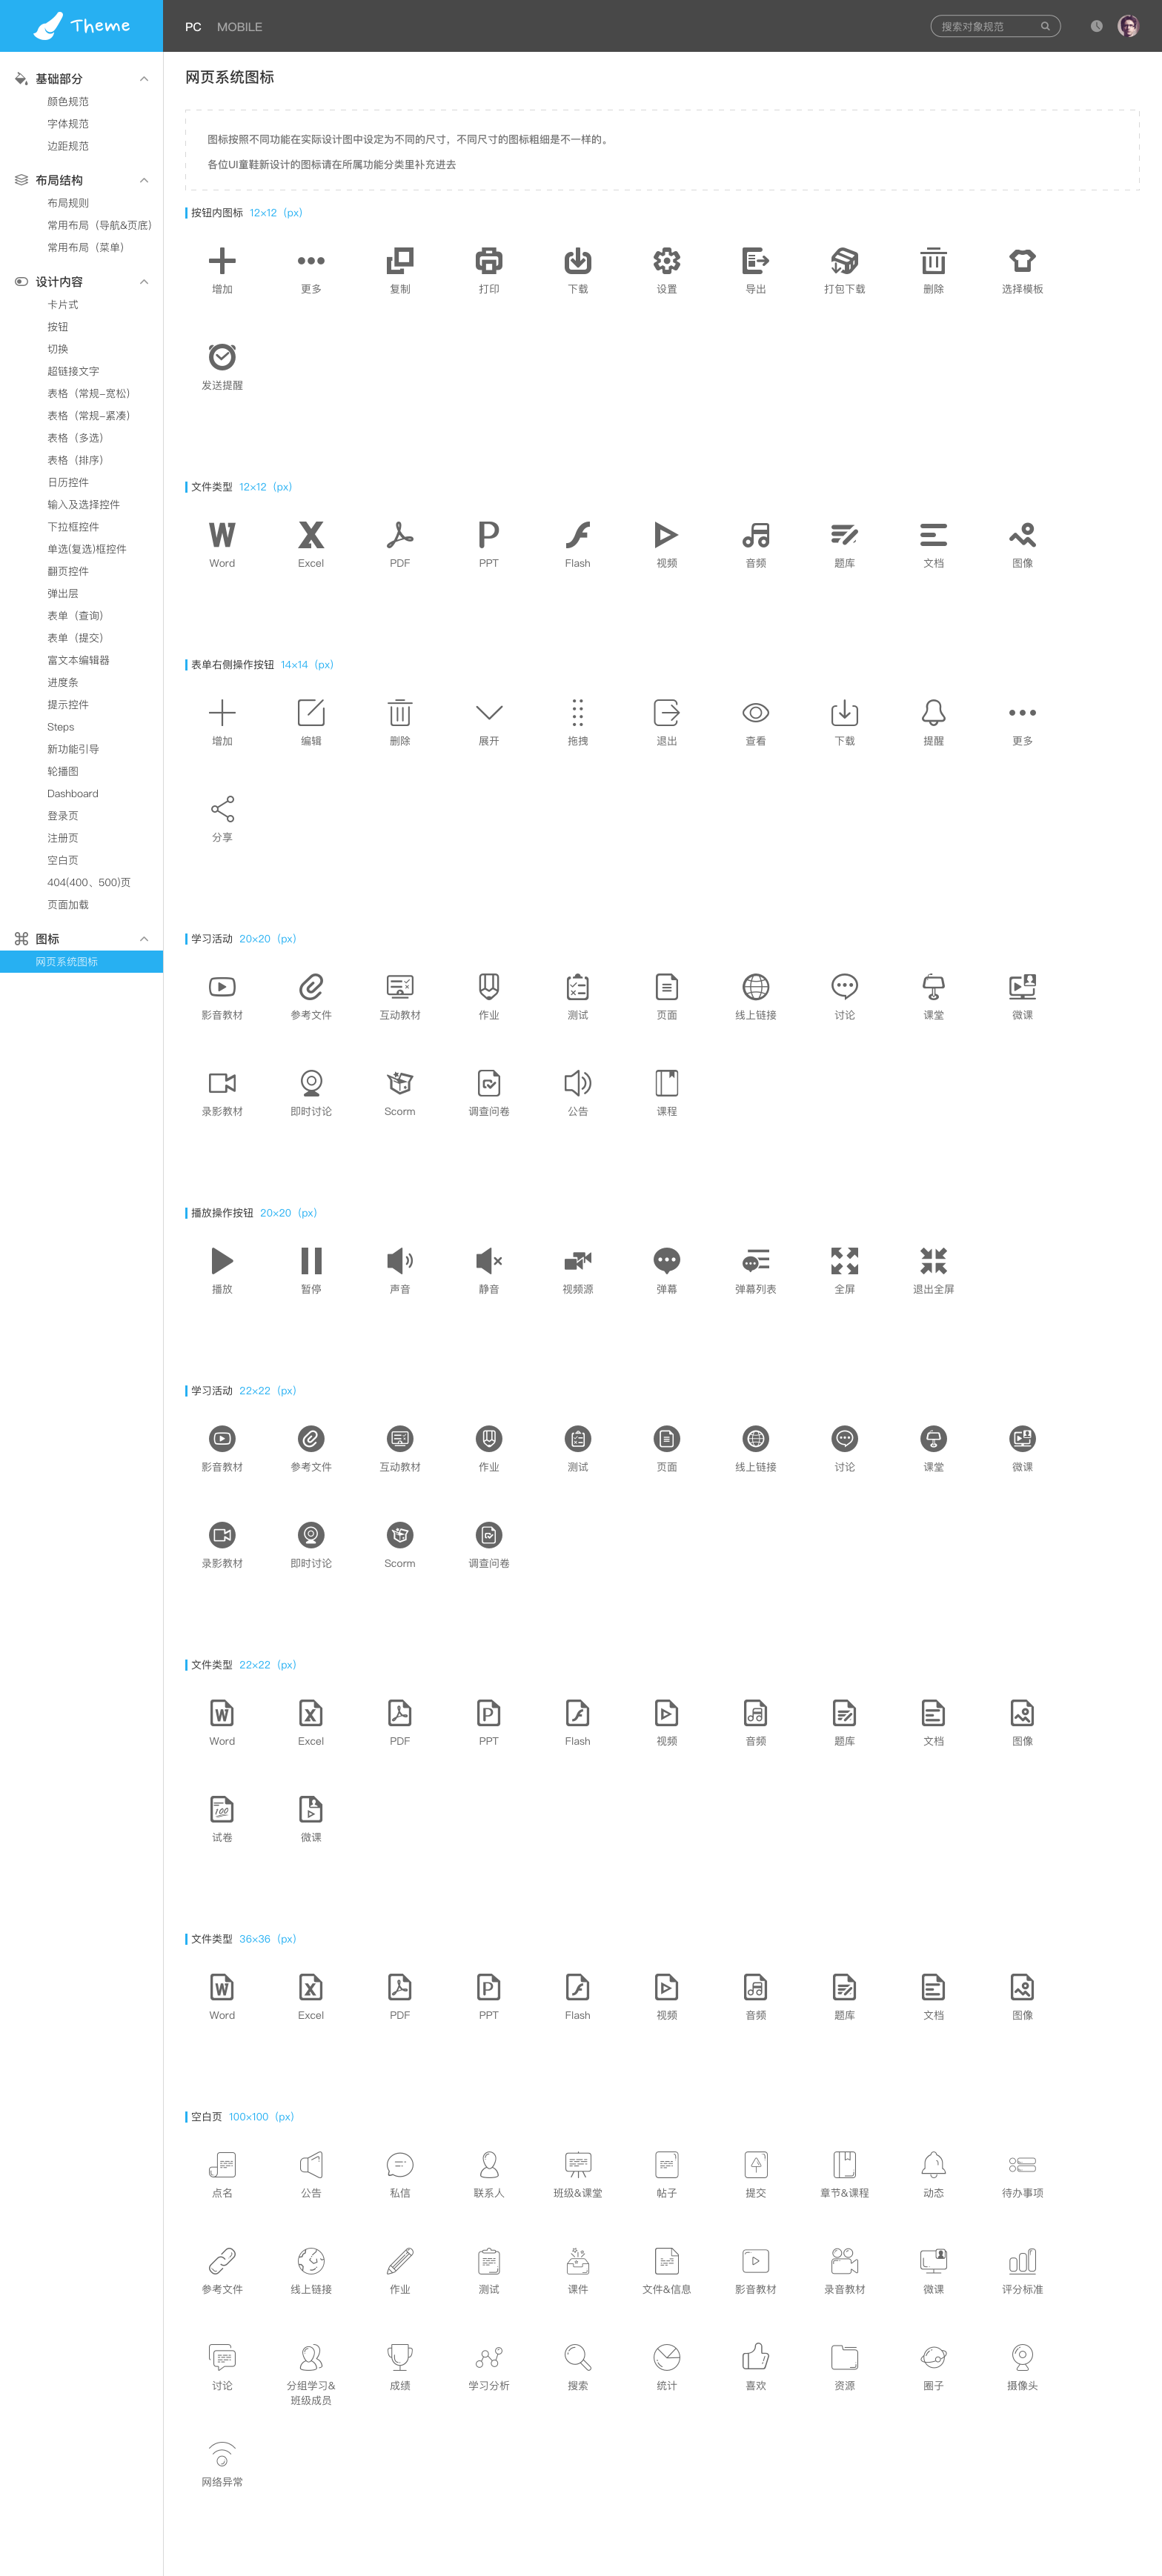 Theme
PC MOBILE
搜索对象规范
基础部分
颜色规范
字体规范
边距规范
布局结构
布局规则
常用布局（导航&页底）
常用布局（菜单）
设计内容
卡片式
按钮
切换
超链接文字
表格（常规-宽松）
表格（常规-紧凑）
表格（多选）
表格（排序）
日历控件
输入及选择控件
下拉框控件
单选(复选)框控件
翻页控件
弹出层
表单（查询）
表单（提交）
富文本编辑器
进度条
提示控件
Steps
新功能引导
轮播图
Dashboard
登录页
注册页
空白页
404(400、500)页
页面加载
图标
网页系统图标
网页系统图标
图标按照不同功能在实际设计图中设定为不同的尺寸，不同尺寸的图标粗细是不一样的。
各位UI童鞋新设计的图标请在所属功能分类里补充进去
按钮内图标 12×12（px）
增加 更多 复制 打印 下载 设置 导出 打包下载 删除 选择模板
发送提醒
文件类型 12×12（px）
Word Excel PDF PPT Flash 视频 音频 题库 文档 图像
表单右侧操作按钮 14×14（px）
增加 编辑 删除 展开 拖拽 退出 查看 下载 提醒 更多
分享
学习活动 20×20（px）
影音教材 参考文件 互动教材 作业 测试 页面 线上链接 讨论 课堂 微课
录影教材 即时讨论 Scorm 调查问卷 公告 课程
播放操作按钮 20×20（px）
播放 暂停 声音 静音 视频源 弹幕 弹幕列表 全屏 退出全屏
学习活动 22×22（px）
影音教材 参考文件 互动教材 作业 测试 页面 线上链接 讨论 课堂 微课
录影教材 即时讨论 Scorm 调查问卷
文件类型 22×22（px）
Word Excel PDF PPT Flash 视频 音频 题库 文档 图像
100
试卷 微课
文件类型 36×36（px）
Word Excel PDF PPT Flash 视频 音频 题库 文档 图像
空白页 100×100（px）
点名 公告 私信 联系人 班级&课堂 帖子 提交 章节&课程 动态 待办事项
参考文件 线上链接 作业 测试 课件 文件&信息 影音教材 录音教材 微课 评分标准
讨论 分组学习& 成绩 学习分析 搜索 统计 喜欢 资源 圈子 摄像头
班级成员
网络异常